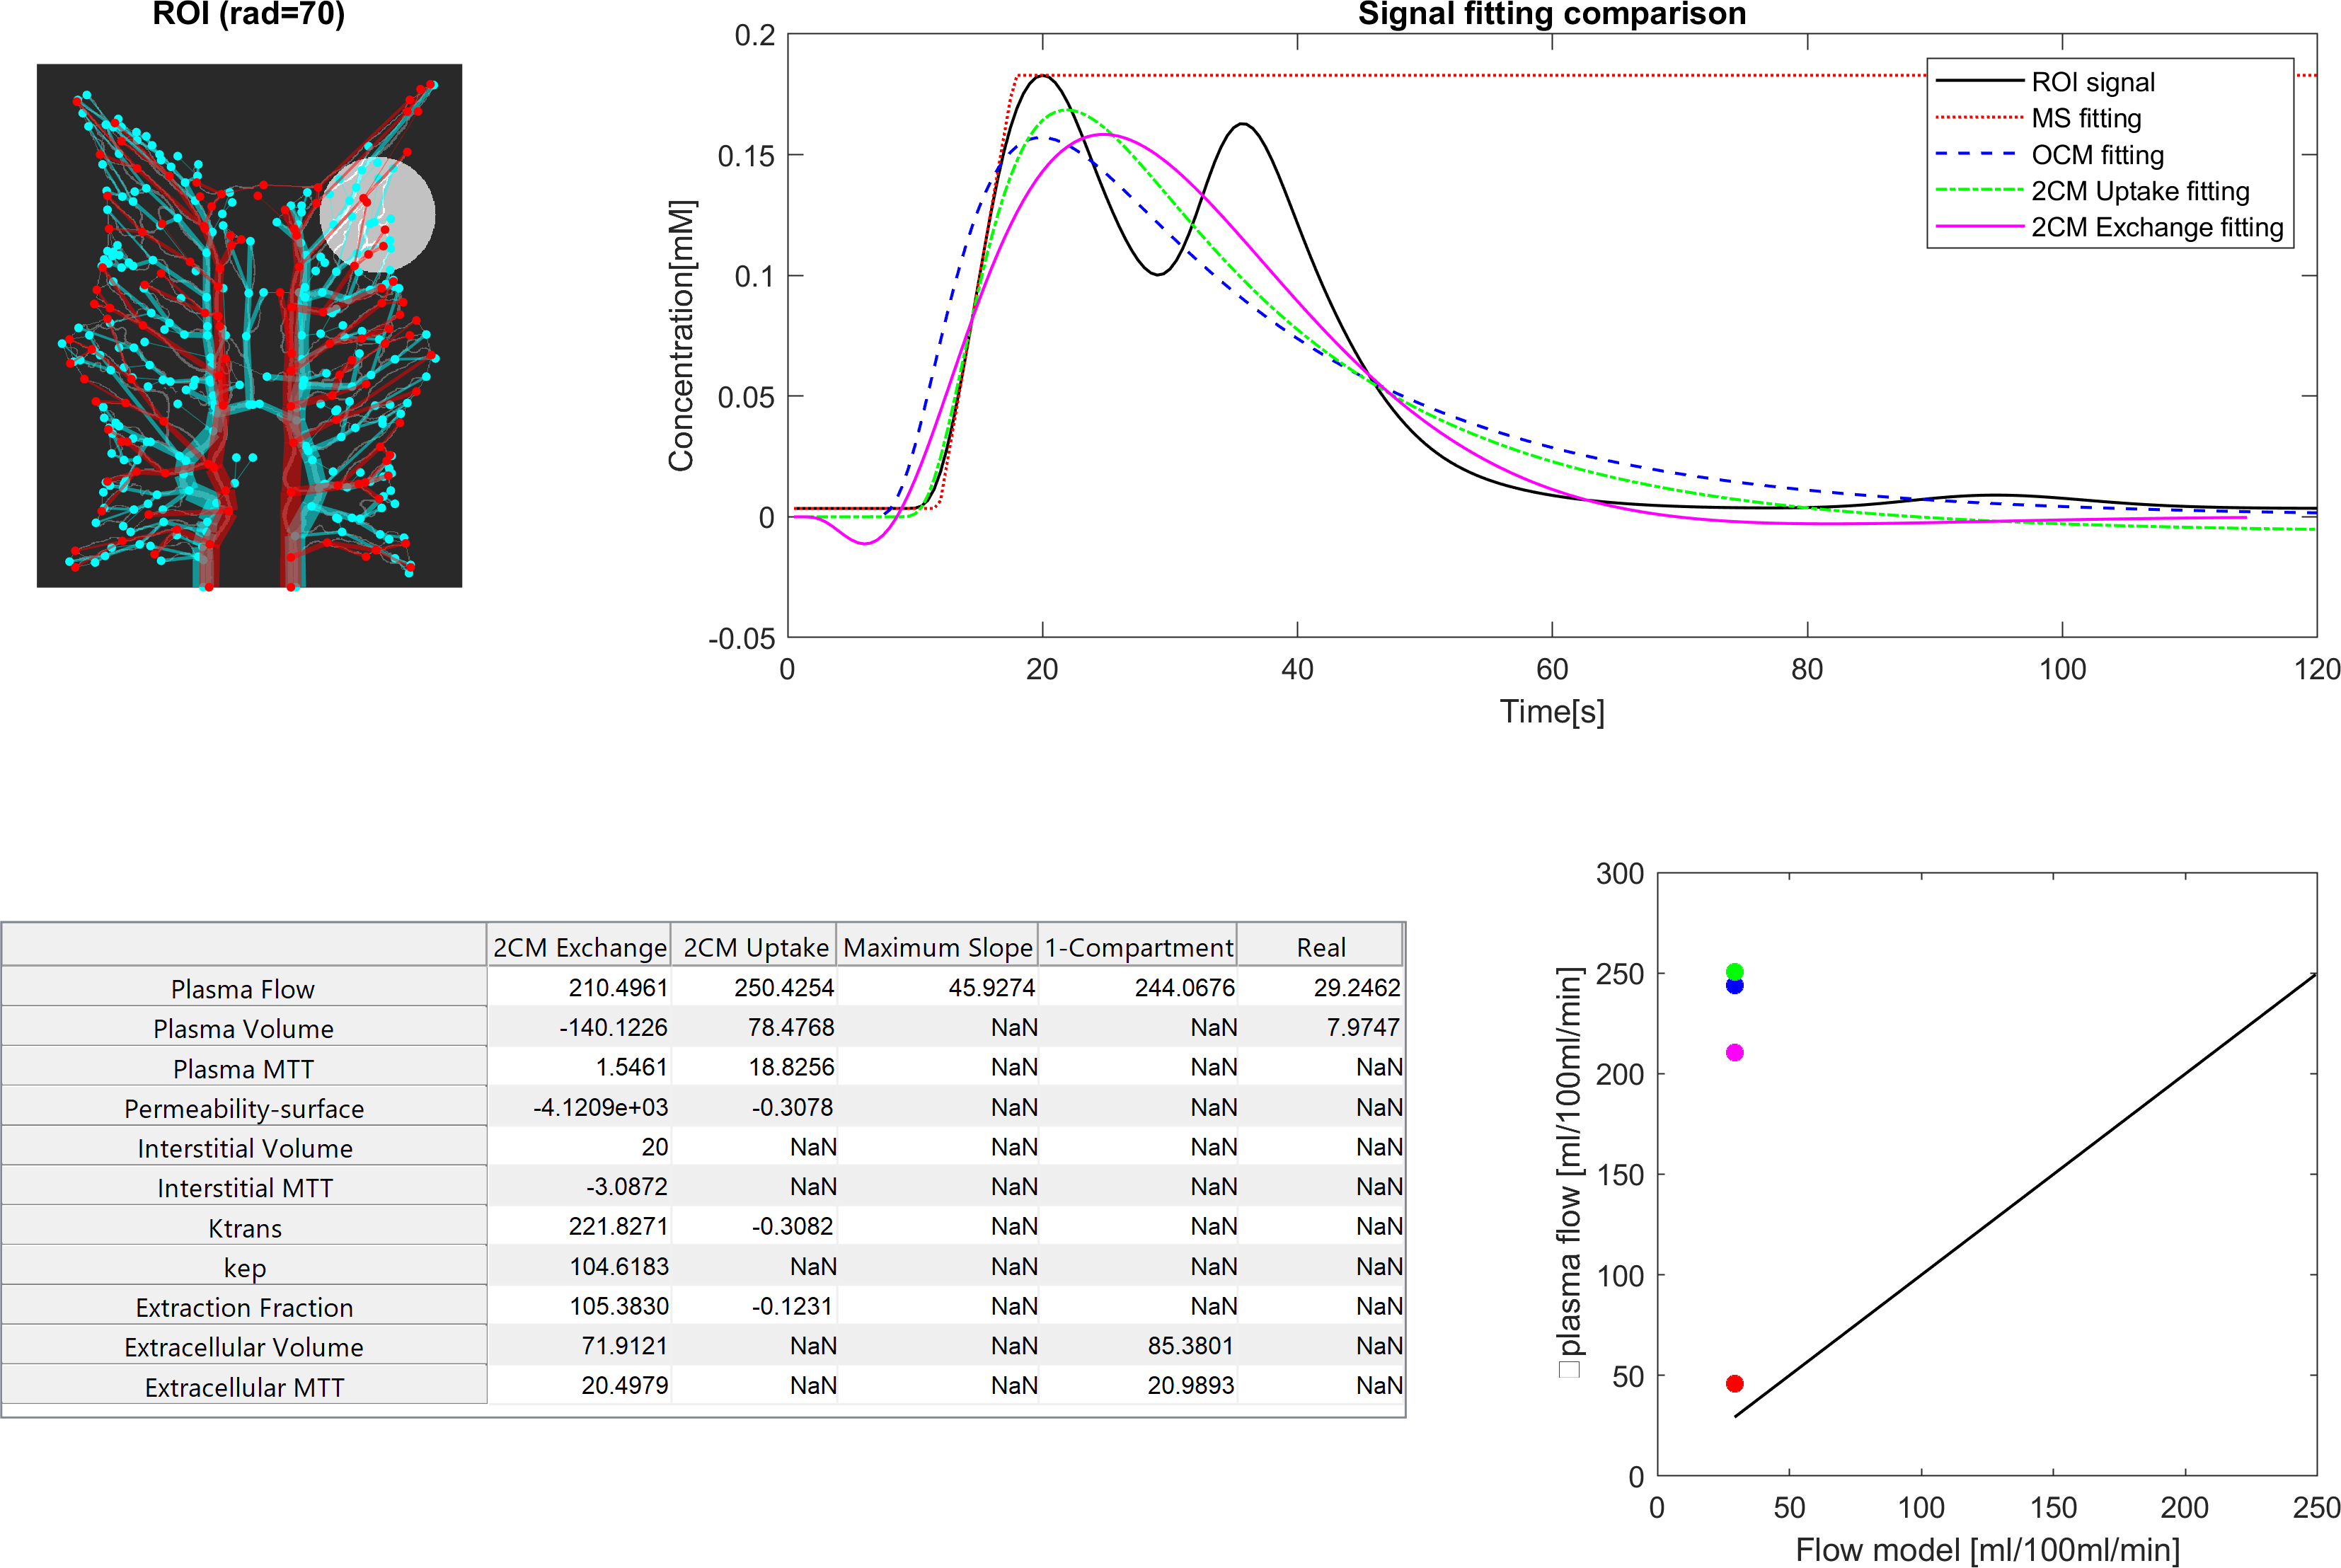 ROI (rad=70)
Signal fitting comparison
0.2
0.15
0.1
0.05
0
-0.05
Concentration[mM]
0 20 40 60 80 100 120
Time[s]
ROI signal
MS fitting
OCM fitting
2CM Uptake fitting
2CM Exchange fitting
2CM Exchange 2CM Uptake Maximum Slope 1-Compartment Real
Plasma Flow 210.4961 250.4254 45.9274 244.0676 29.2462
Plasma Volume -140.1226 78.4768 NaN NaN 7.9747
Plasma MTT 1.5461 18.8256 NaN NaN NaN
Permeability-surface -4.1209e+03 -0.3078 NaN NaN NaN
Interstitial Volume 20 NaN NaN NaN NaN
Interstitial MTT -3.0872 NaN NaN NaN NaN
Ktrans 221.8271 -0.3082 NaN NaN NaN
kep 104.6183 NaN NaN NaN NaN
Extraction Fraction 105.3830 -0.1231 NaN NaN NaN
Extracellular Volume 71.9121 NaN NaN 85.3801 NaN
Extracellular MTT 20.4979 NaN NaN 20.9893 NaN
300
250
200
150
100
50
0
□plasma flow [ml/100ml/min]
0 50 100 150 200 250
Flow model [ml/100ml/min]